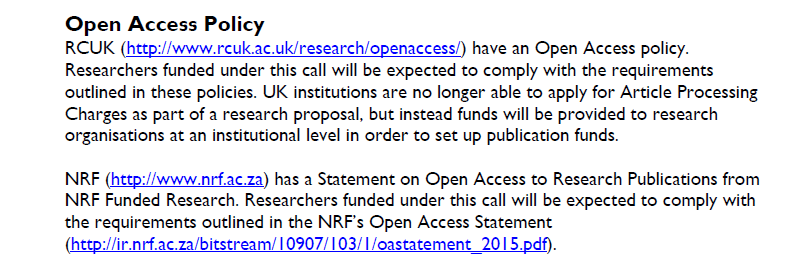 Open Access Policy
RCUK (http://www.rcuk.ac.uk/research/openaccess/) have an Open Access policy.
Researchers funded under this call will be expected to comply with the requirements
outlined in these policies. UK institutions are no longer able to apply for Article Processing
Charges as part of a research proposal, but instead funds will be provided to research
organisations at an institutional level in order to set up publication funds.
NRF (http://www.nrf.ac.za) has a Statement on Open Access to Research Publications from
NRF Funded Research. Researchers funded under this call will be expected to comply with
the requirements outlined in the NRF's Open Access Statement
(http://ir.nrf.ac.za/bitstream/10907/103/1/oastatement_2015.pdf).